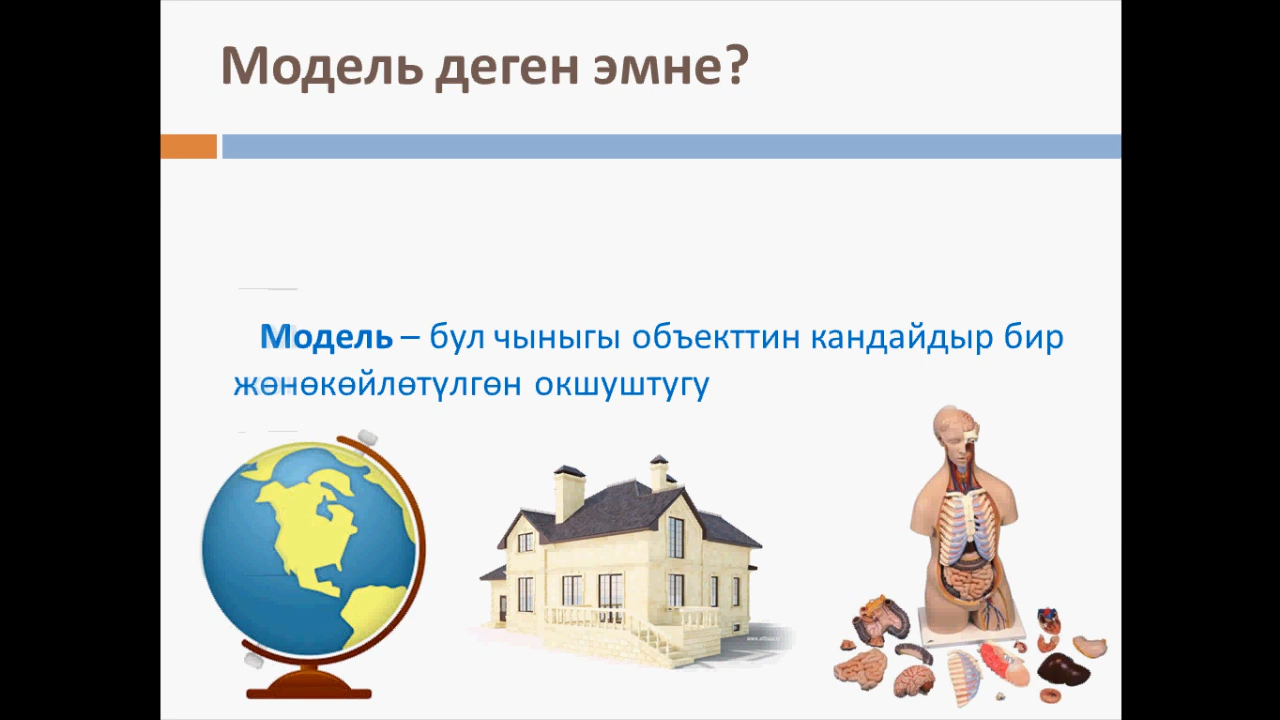 Модель деген эмне?
Модель – бул чыныгы объекттин кандайдыр бир
жөнөкөйлөтүлгөн окшуштугу